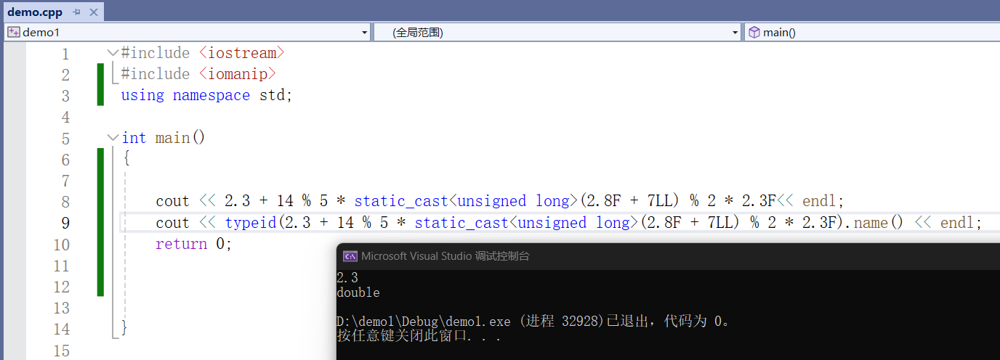 demo.cpp
demo1 (全局范围) main()
1 #include <iostream>
2 #include <iomanip>
3 using namespace std;
4
5 int main()
6 {
7
8 cout << 2.3 + 14 % 5 * static_cast<unsigned long>(2.8F + 7LL) % 2 * 2.3F<< endl;
9 cout << typeid(2.3 + 14 % 5 * static_cast<unsigned long>(2.8F + 7LL) % 2 * 2.3F).name() << endl;
10 return 0;
11
12
13
14 }
15
Microsoft Visual Studio 调试控制台
2.3
double
D:\demo1\Debug\demo1.exe (进程 32928)已退出，代码为 0。
按任意键关闭此窗口. . .